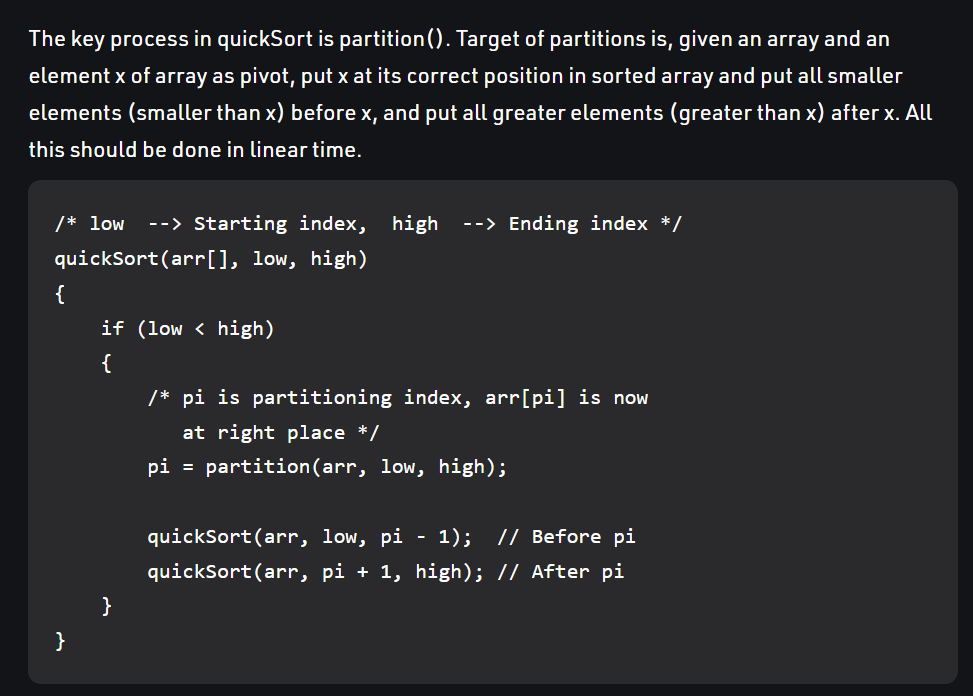 The key process in quickSort is partition(). Target of partitions is, given an array and an
element x of array as pivot, put x at its correct position in sorted array and put all smaller
elements (smaller than x) before x, and put all greater elements (greater than x) after x. All
this should be done in linear time.
/* low  --> Starting index,  high  --> Ending index */
quickSort(arr[], low, high)
{
    if (low < high)
    {
        /* pi is partitioning index, arr[pi] is now
           at right place */
        pi = partition(arr, low, high);
        quickSort(arr, low, pi - 1);  // Before pi
        quickSort(arr, pi + 1, high); // After pi
    }
}